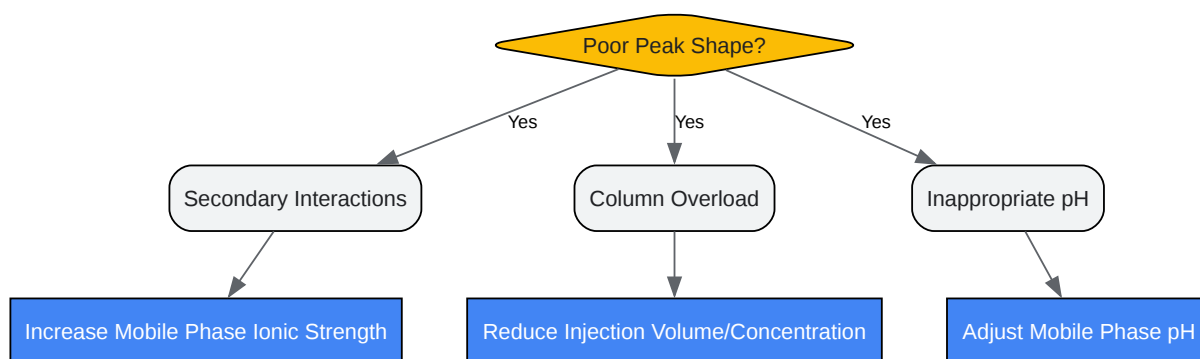 Poor Peak Shape?
Yes
Yes
Yes
Secondary Interactions
Column Overload
Inappropriate pH
Increase Mobile Phase Ionic Strength
Reduce Injection Volume/Concentration
Adjust Mobile Phase pH